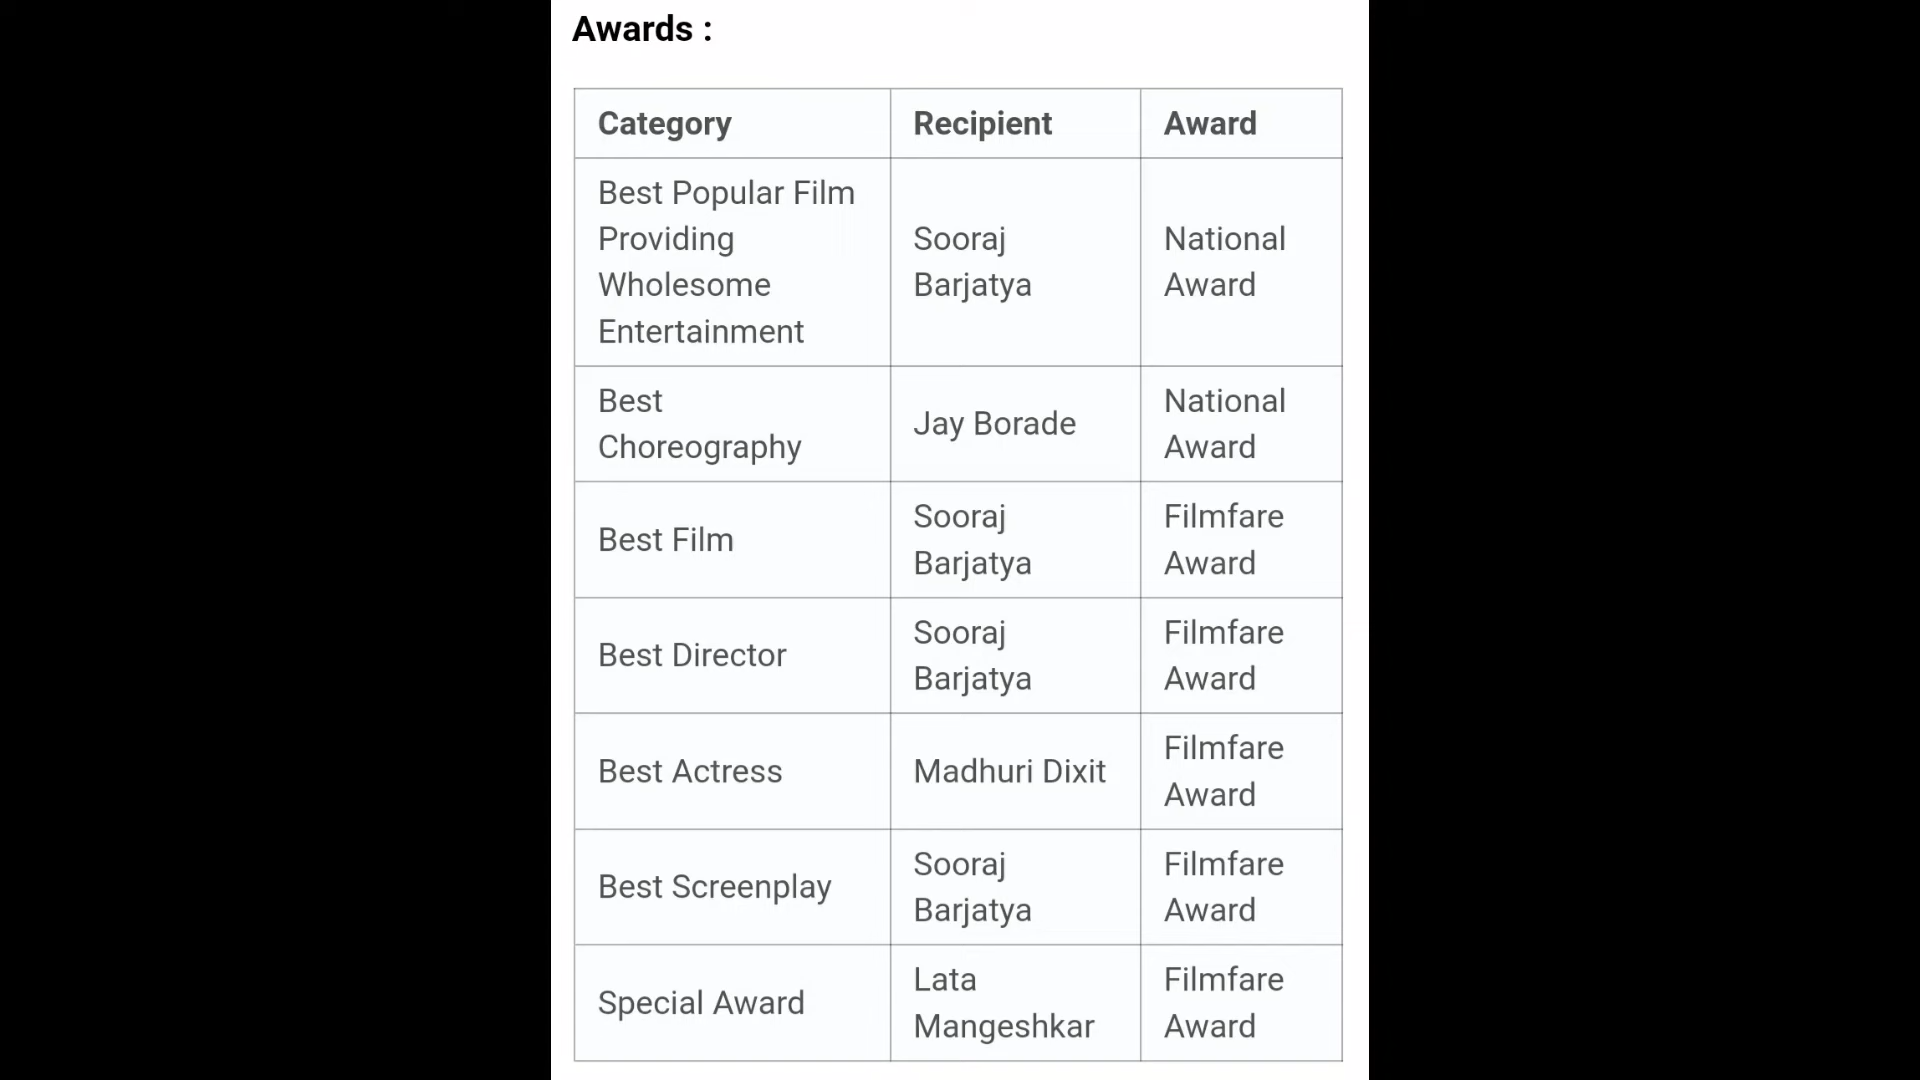 Awards :
Category Recipient Award
Best Popular Film
Providing
Wholesome
Entertainment
Sooraj
Barjatya
National
Award
Best
Choreography
Jay Borade
National
Award
Best Film
Sooraj
Barjatya
Filmfare
Award
Best Director
Sooraj
Barjatya
Filmfare
Award
Best Actress
Madhuri Dixit
Filmfare
Award
Best Screenplay
Sooraj
Barjatya
Filmfare
Award
Special Award
Lata
Mangeshkar
Filmfare
Award